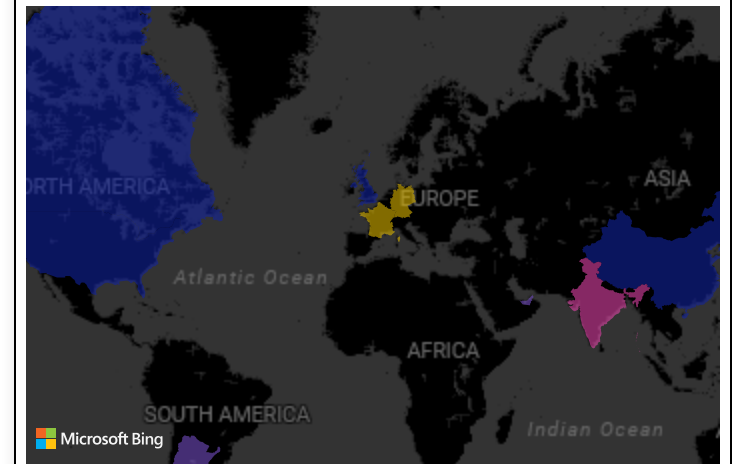 ORTH AMERICA
EUROPE
ASIA
Atlantic Ocean
AFRICA
SOUTH AMERICA
Indian Ocean
Microsoft Bing